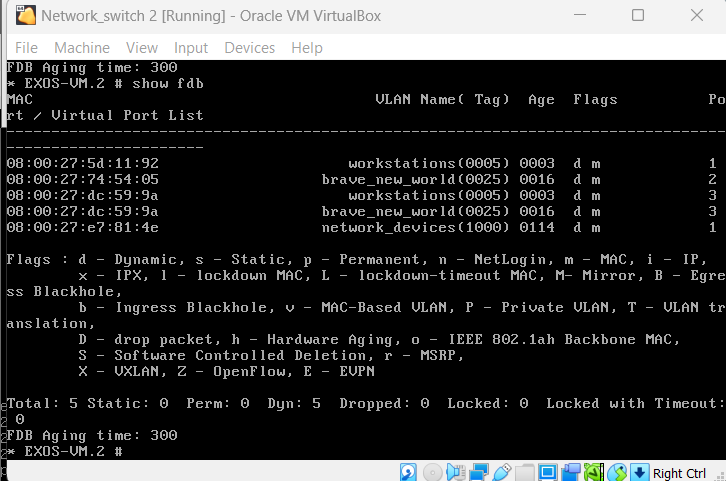 Network_switch 2 [Running] - Oracle VM VirtualBox
File Machine View Input Devices Help
FDB Aging time: 300
* EXOS-VM.2 # show fdb
MAC VLAN Name( Tag) Age Flags Po
rt / Virtual Port List
--------------------------------------------------------------------------------
----------------------
08:00:27:5d:11:92 workstations(0005) 0003 d m 1
08:00:27:74:54:05 brave_new_world(0025) 0016 d m 2
08:00:27:dc:59:9a workstations(0005) 0003 d m 3
08:00:27:dc:59:9a brave_new_world(0025) 0016 d m 3
08:00:27:e7:81:4e network_devices(1000) 0114 d m 1
Flags : d - Dynamic, s - Static, p - Permanent, n - NetLogin, m - MAC, i - IP,
x - IPX, l - lockdown MAC, L - lockdown-timeout MAC, M- Mirror, B - Egre
ss Blackhole,
b - Ingress Blackhole, v - MAC-Based VLAN, P - Private VLAN, T - VLAN tr
anslation,
D - drop packet, h - Hardware Aging, o - IEEE 802.1ah Backbone MAC,
S - Software Controlled Deletion, r - MSRP,
X - VXLAN, Z - OpenFlow, E - EVPN
Total: 5 Static: 0 Perm: 0 Dyn: 5 Dropped: 0 Locked: 0 Locked with Timeout:
0
FDB Aging time: 300
* EXOS-VM.2 #
Right Ctrl